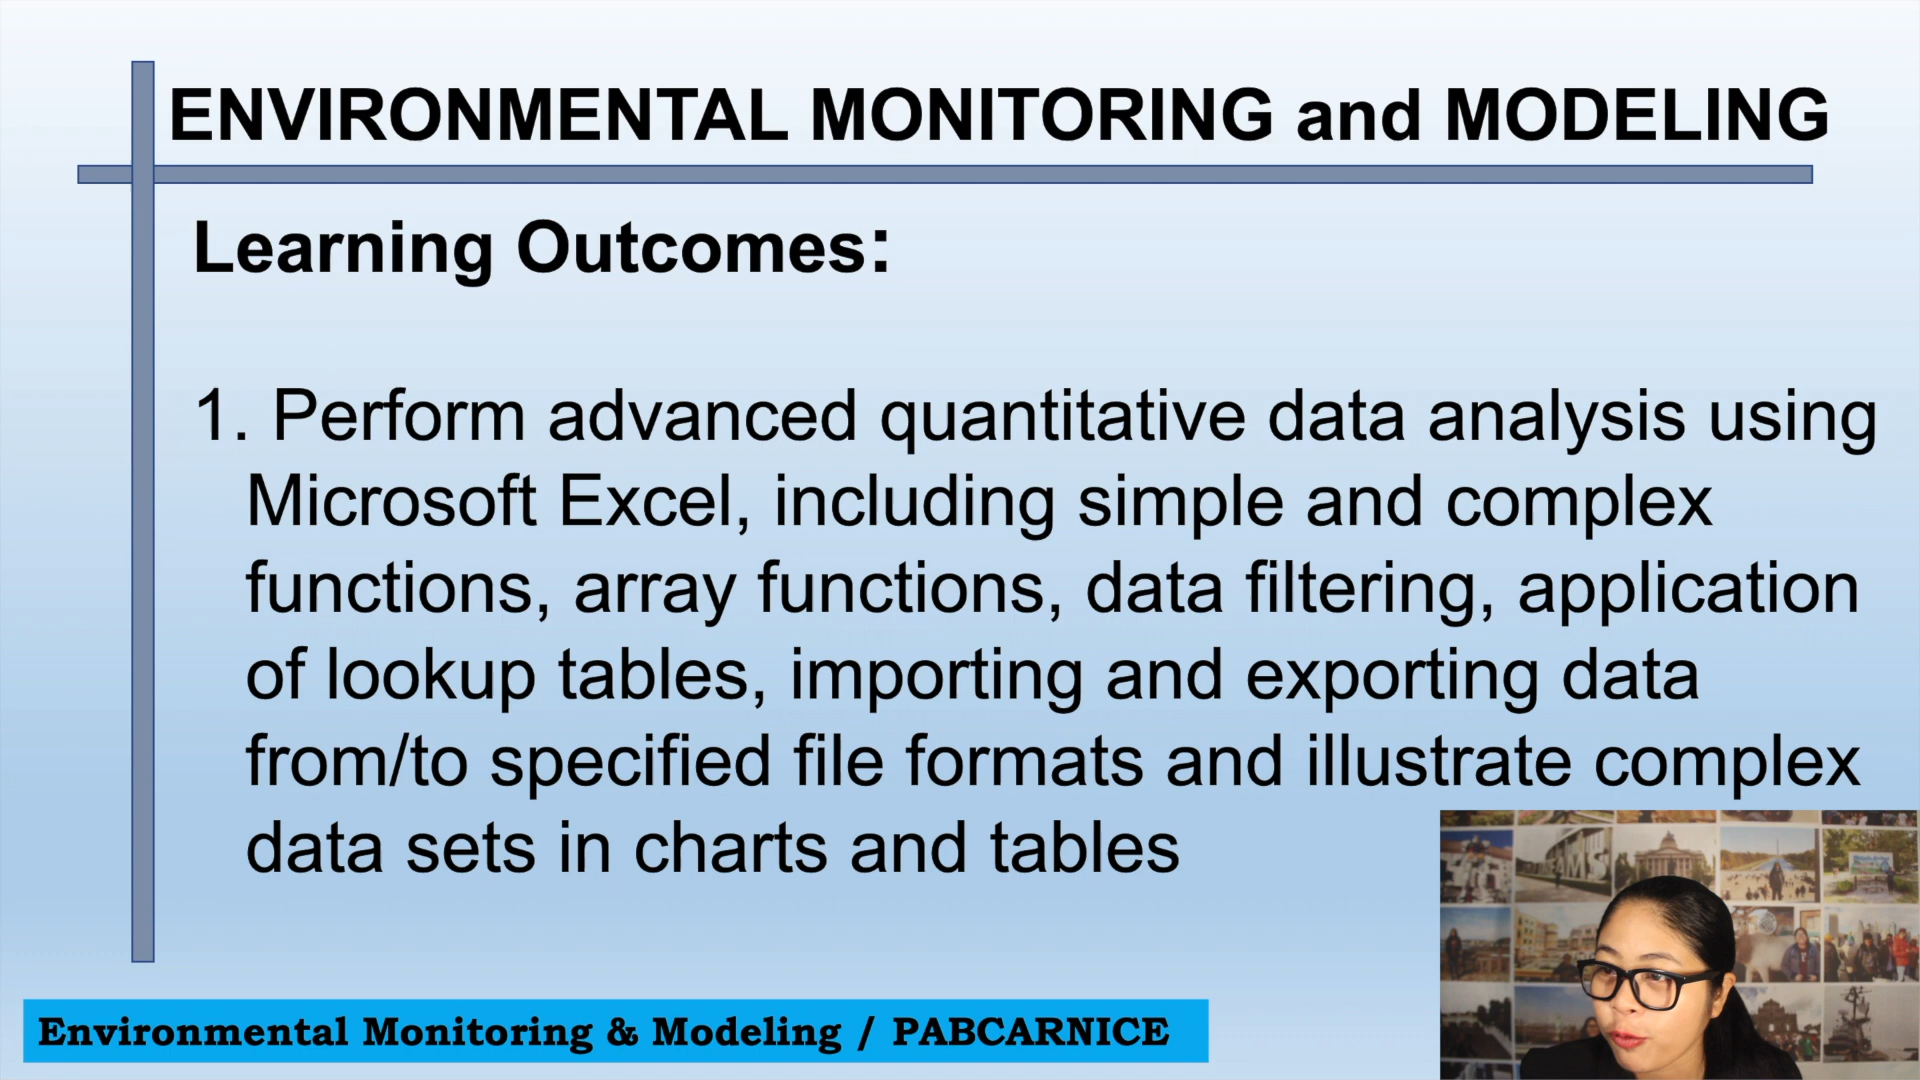 ENVIRONMENTAL MONITORING and MODELING
Learning Outcomes:
1. Perform advanced quantitative data analysis using
Microsoft Excel, including simple and complex
functions, array functions, data filtering, application
of lookup tables, importing and exporting data
from/to specified file formats and illustrate complex
data sets in charts and tables
Environmental Monitoring & Modeling / PABCARNICE